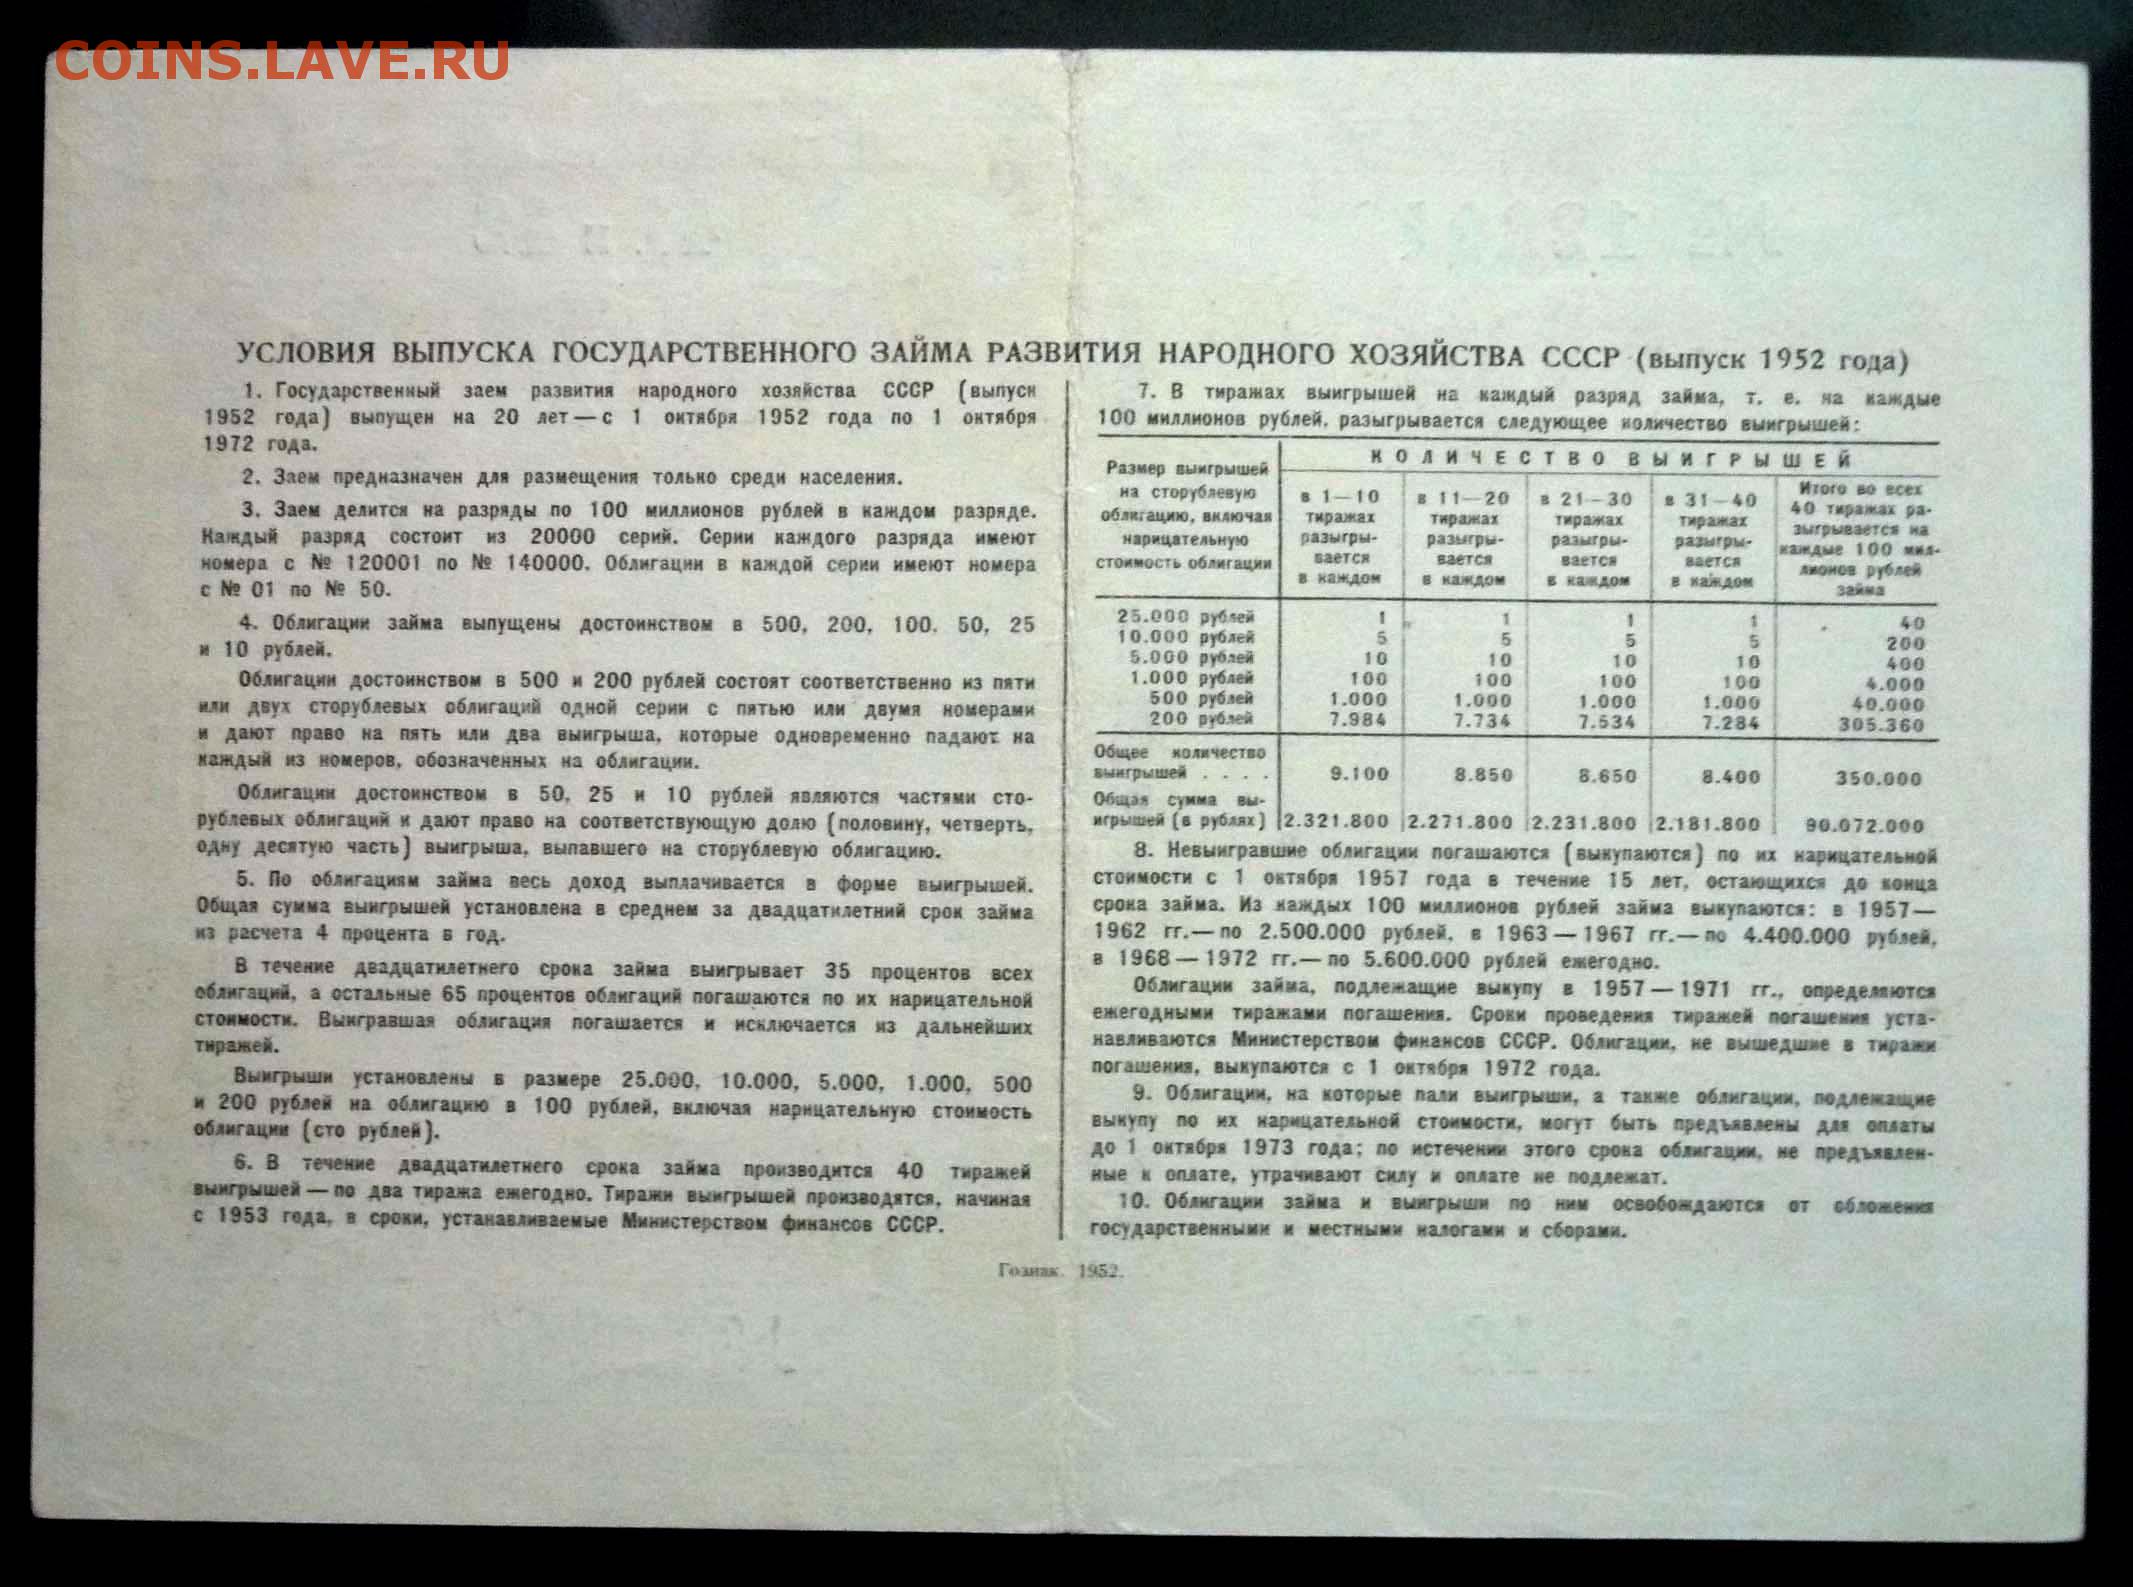 COINS.LAVE.RU
УСЛОВИЯ ВЫПУСКА ГОСУДАРСТВЕННОГО ЗАЙМА РАЗВИТИЯ НАРОДНОГО ХОЗЯЙСТВА СССР (выпуск 1952 года)
1. Государственный заем развития народного хозяйства СССР (выпуск
1952 года) выпущен на 20 лет — с 1 октября 1952 года по 1 октября
1972 года.
2. Заем предназначен для размещения только среди населения.
3. Заем делится на разряды по 100 миллионов рублей в каждом разряде.
Каждый разряд состоит из 20000 серий. Серии каждого разряда имеют
номера с № 120001 по № 140000. Облигации в каждой серии имеют номера
с № 01 по № 50.
4. Облигации займа выпущены достоинством в 500, 200, 100, 50, 25
и 10 рублей.
Облигации достоинством в 500 и 200 рублей состоят соответственно из пяти
или двух сторублевых облигаций одной серии с пятью или двумя номерами
и дают право на пять или два выигрыша, которые одновременно падают на
каждый из номеров, обозначенных на облигации.
Облигации достоинством в 50, 25 и 10 рублей являются частями сто-
рублевых облигаций и дают право на соответствующую долю (половину, четверть,
одну десятую часть) выигрыша, выпавшего на сторублевую облигацию.
5. По облигациям займа весь доход выплачивается в форме выигрышей.
Общая сумма выигрышей установлена в среднем за двадцатилетний срок займа
из расчета 4 процента в год.
В течение двадцатилетнего срока займа выигрывает 35 процентов всех
облигаций, а остальные 65 процентов облигаций погашаются по их нарицательной
стоимости. Выигравшая облигация погашается и исключается из дальнейших
тиражей.
Выигрыши установлены в размере 25.000, 10.000, 5.000, 1.000, 500
и 200 рублей на облигацию в 100 рублей, включая нарицательную стоимость
облигации (сто рублей).
6. В течение двадцатилетнего срока займа производится 40 тиражей
выигрышей — по два тиража ежегодно. Тиражи выигрышей производятся, начиная
с 1953 года, в сроки, устанавливаемые Министерством финансов СССР.
7. В тиражах выигрышей на каждый разряд займа, т. е. на каждые
100 миллионов рублей, разыгрывается следующее количество выигрышей:
Размер выигрышей
на сторублевую
облигацию, включая
нарицательную
стоимость облигации
КОЛИЧЕСТВО ВЫИГРЫШЕЙ
в 1—10
тиражах
разыгры-
вается
в каждом
в 11—20
тиражах
разыгры-
вается
в каждом
в 21—30
тиражах
разыгры-
вается
в каждом
в 31—40
тиражах
разыгры-
вается
в каждом
Итого во всех
40 тиражах ра-
зыгрывается на
каждые 100 мил-
лионов рублей
займа
25.000 рублей 1 1 1 1 40
10.000 рублей 5 5 5 5 200
5.000 рублей 10 10 10 10 400
1.000 рублей 100 100 100 100 4.000
500 рублей 1.000 1.000 1.000 1.000 40.000
200 рублей 7.984 7.734 7.534 7.284 305.360
Общее количество
выигрышей . . . . 9.100 8.850 8.650 8.400 350.000
Общая сумма вы-
игрышей (в рублях) 2.321.800 2.271.800 2.231.800 2.181.800 90.072.000
8. Невыигравшие облигации погашаются (выкупаются) по их нарицательной
стоимости с 1 октября 1957 года в течение 15 лет, остающихся до конца
срока займа. Из каждых 100 миллионов рублей займа выкупаются: в 1957—
1962 гг.— по 2.500.000 рублей, в 1963 — 1967 гг.— по 4.400.000 рублей,
в 1968 — 1972 гг.— по 5.600.000 рублей ежегодно.
Облигации займа, подлежащие выкупу в 1957 — 1971 гг., определяются
ежегодными тиражами погашения. Сроки проведения тиражей погашения уста-
навливаются Министерством финансов СССР. Облигации, не вышедшие в тиражи
погашения, выкупаются с 1 октября 1972 года.
9. Облигации, на которые пали выигрыши, а также облигации, подлежащие
выкупу по их нарицательной стоимости, могут быть предъявлены для оплаты
до 1 октября 1973 года; по истечении этого срока облигации, не предъявлен-
ные к оплате, утрачивают силу и оплате не подлежат.
10. Облигации займа и выигрыши по ним освобождаются от обложения
государственными и местными налогами и сборами.
Гознак. 1952.